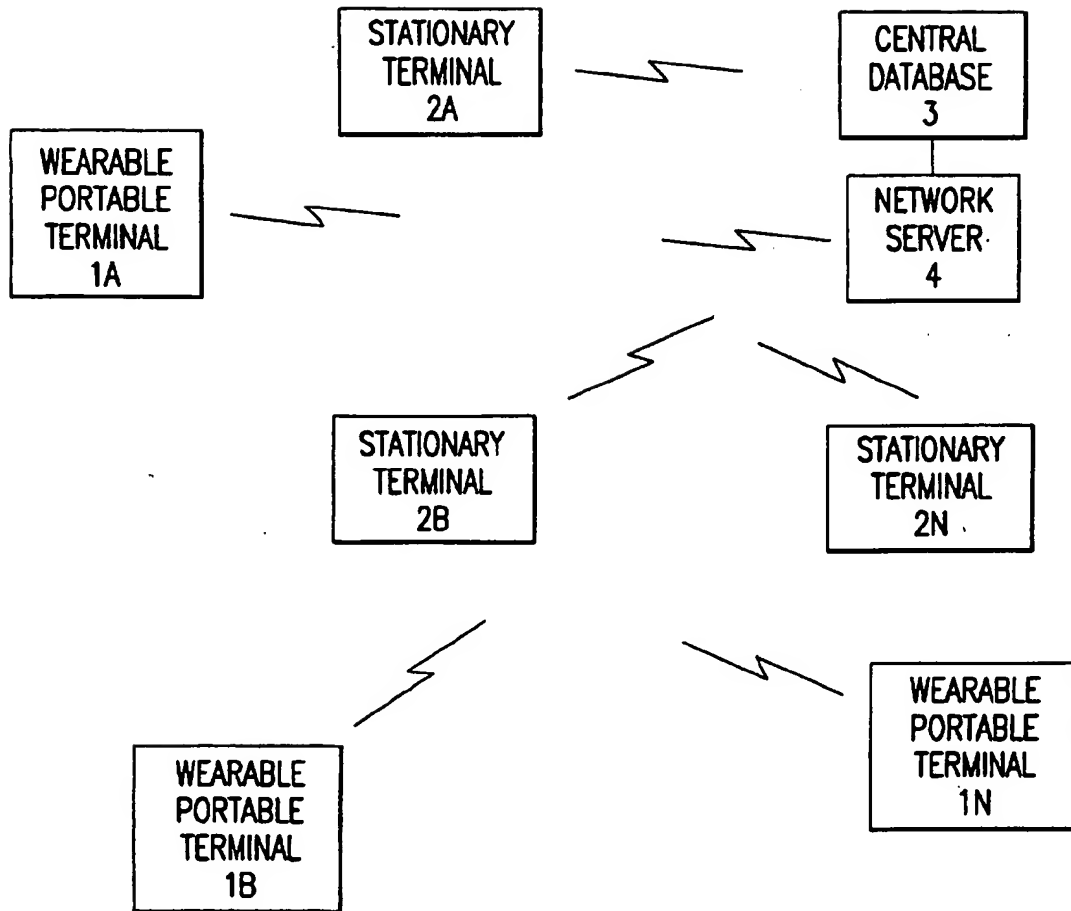 STATIONARY
TERMINAL
2A
CENTRAL
DATABASE
3
WEARABLE
PORTABLE
TERMINAL
1A
NETWORK
SERVER
4
STATIONARY
TERMINAL
2B
STATIONARY
TERMINAL
2N
WEARABLE
PORTABLE
TERMINAL
1N
WEARABLE
PORTABLE
TERMINAL
1B